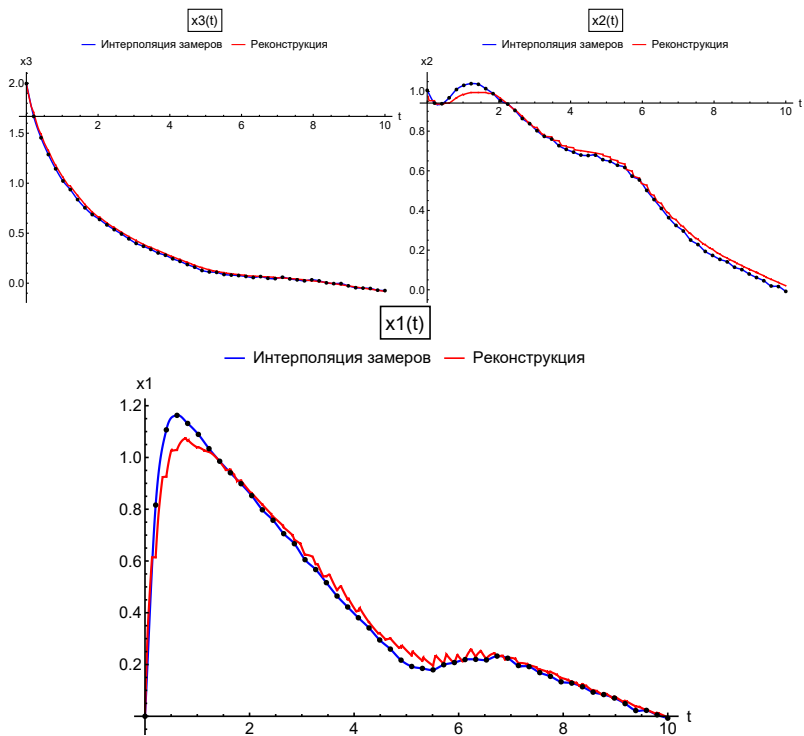 x3(t)
— Интерполяция замеров — Реконструкция
x3
2.0
1.5
1.0
0.5
0.0
2 4 6 8 10 t
x2(t)
— Интерполяция замеров — Реконструкция
x2
1.0
0.8
0.6
0.4
0.2
0.0
2 4 6 8 10 t
x1(t)
— Интерполяция замеров — Реконструкция
x1
1.2
1.0
0.8
0.6
0.4
0.2
2 4 6 8 10 t